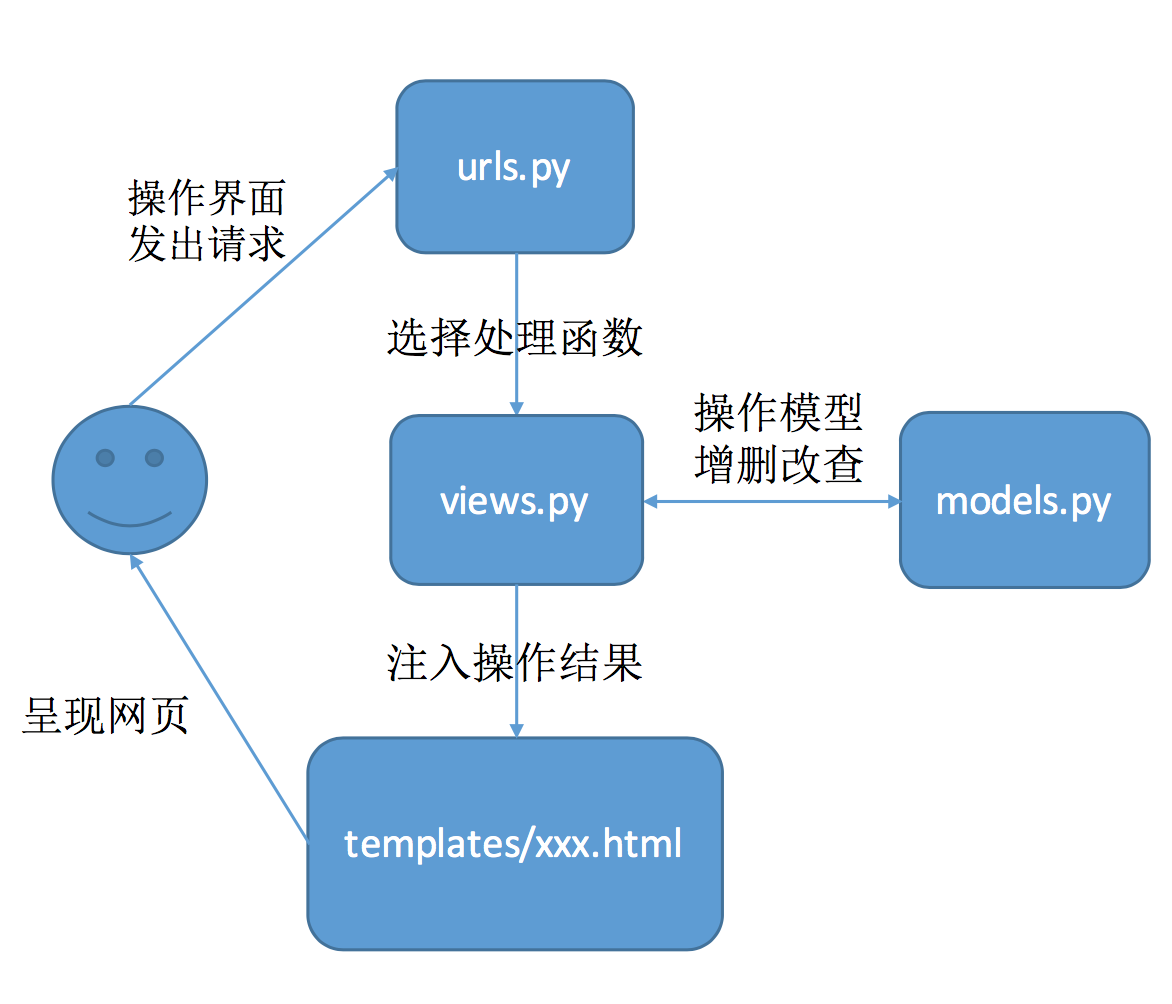 urls.py
操作界面
发出请求
选择处理函数
操作模型
增删改查
views.py
models.py
注入操作结果
呈现网页
templates/xxx.html